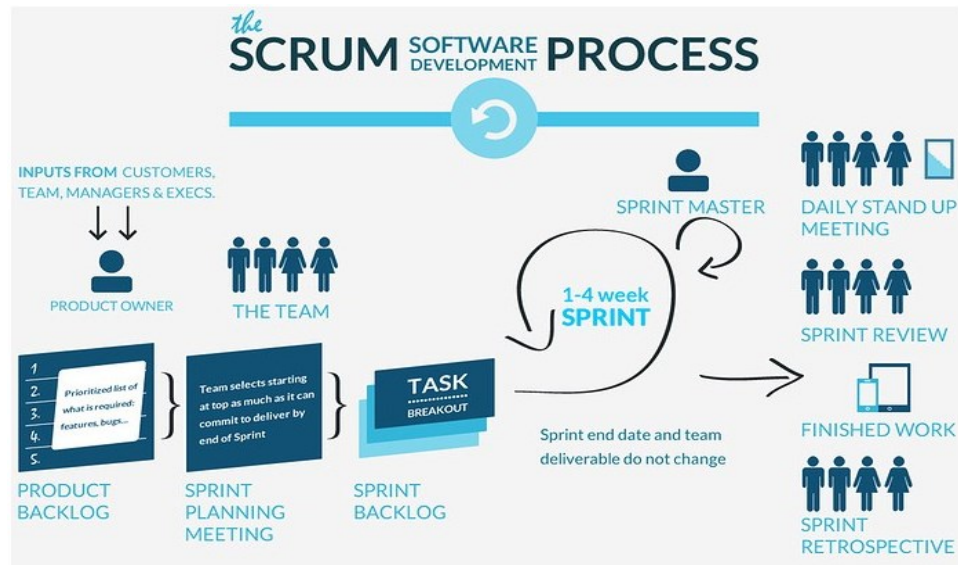 the
SCRUM SOFTWARE DEVELOPMENT PROCESS
INPUTS FROM CUSTOMERS,
TEAM, MANAGERS & EXECS.
PRODUCT OWNER
THE TEAM
SPRINT MASTER
1-4 week
SPRINT
DAILY STAND UP
MEETING
SPRINT REVIEW
FINISHED WORK
SPRINT
RETROSPECTIVE
1
2.
3.
4.
5.
Prioritized list of
what is required:
features, bugs...
PRODUCT
BACKLOG
Team selects starting
at top as much as it can
commit to deliver by
end of Sprint
SPRINT
PLANNING
MEETING
TASK
BREAKOUT
SPRINT
BACKLOG
Sprint end date and team
deliverable do not change